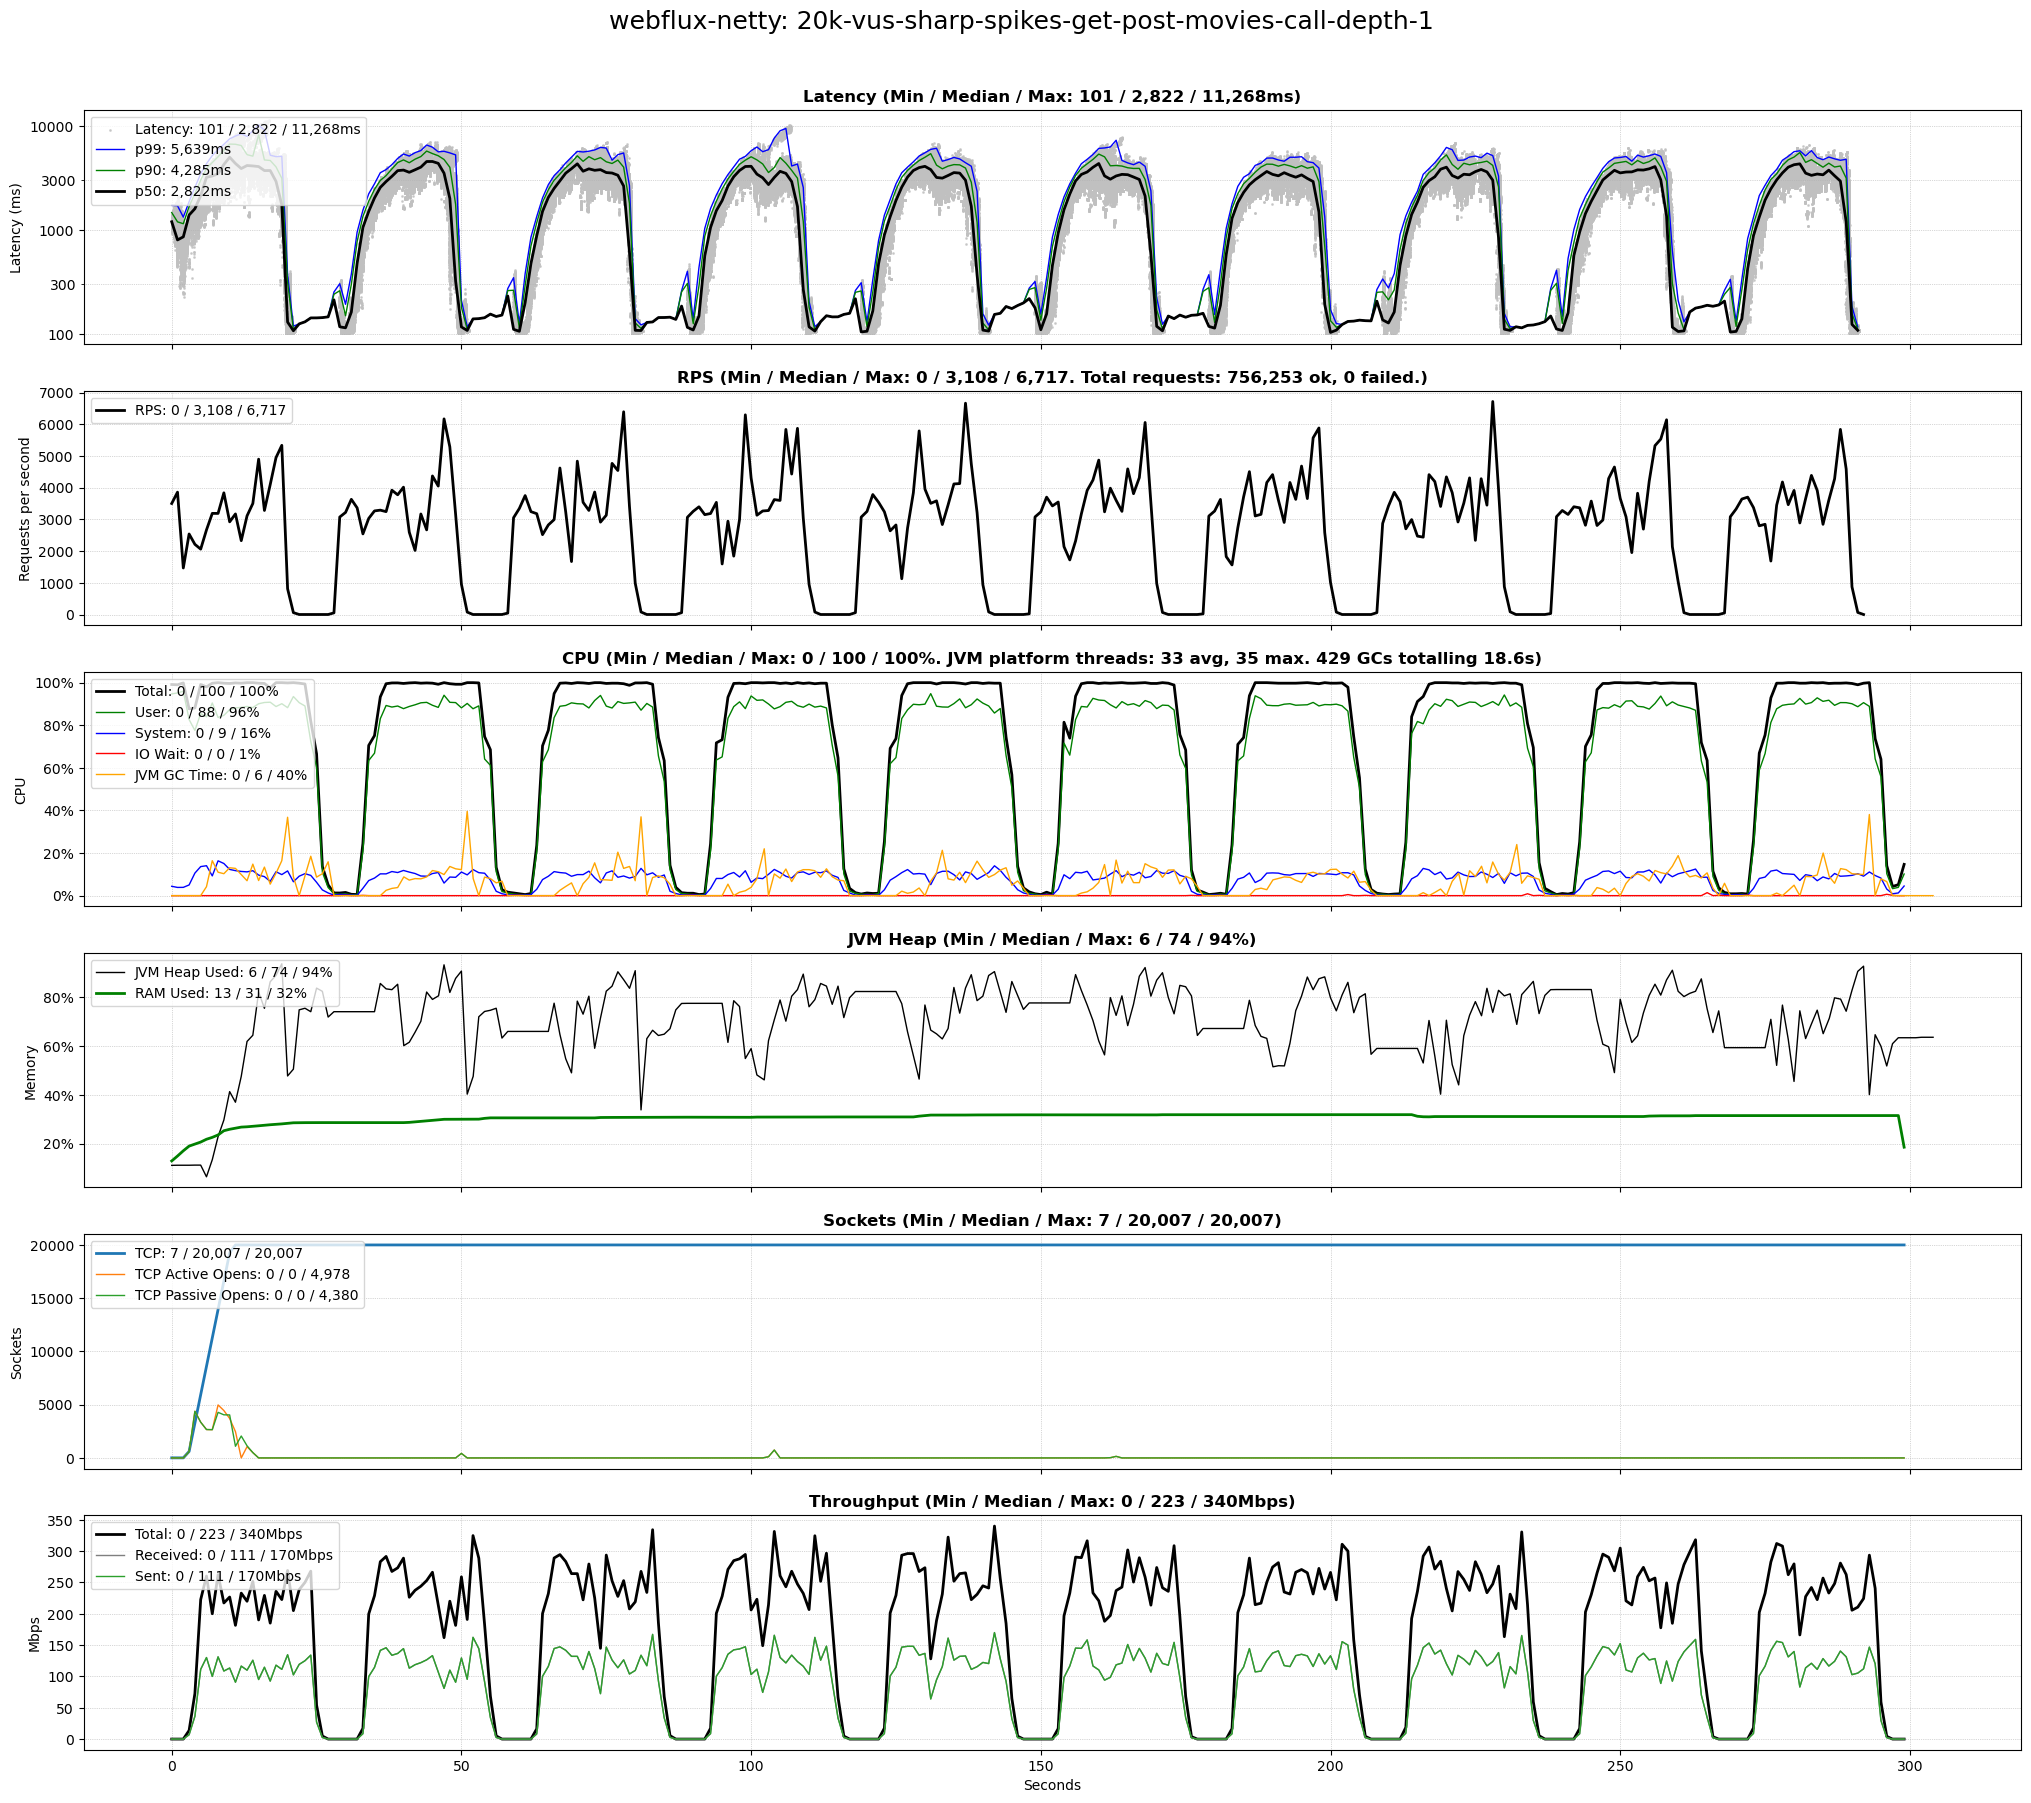 webflux-netty: 20k-vus-sharp-spikes-get-post-movies-call-depth-1
Latency (Min / Median / Max: 101 / 2,822 / 11,268ms)
Latency (ms)
10000
3000
1000
300
100
Latency: 101 / 2,822 / 11,268ms
p99: 5,639ms
p90: 4,285ms
p50: 2,822ms
RPS (Min / Median / Max: 0 / 3,108 / 6,717. Total requests: 756,253 ok, 0 failed.)
Requests per second
7000
6000
5000
4000
3000
2000
1000
0
RPS: 0 / 3,108 / 6,717
CPU (Min / Median / Max: 0 / 100 / 100%. JVM platform threads: 33 avg, 35 max. 429 GCs totalling 18.6s)
CPU
100%
80%
60%
40%
20%
0%
Total: 0 / 100 / 100%
User: 0 / 88 / 96%
System: 0 / 9 / 16%
IO Wait: 0 / 0 / 1%
JVM GC Time: 0 / 6 / 40%
JVM Heap (Min / Median / Max: 6 / 74 / 94%)
Memory
80%
60%
40%
20%
JVM Heap Used: 6 / 74 / 94%
RAM Used: 13 / 31 / 32%
Sockets (Min / Median / Max: 7 / 20,007 / 20,007)
Sockets
20000
15000
10000
5000
0
TCP: 7 / 20,007 / 20,007
TCP Active Opens: 0 / 0 / 4,978
TCP Passive Opens: 0 / 0 / 4,380
Throughput (Min / Median / Max: 0 / 223 / 340Mbps)
Mbps
350
300
250
200
150
100
50
0
Total: 0 / 223 / 340Mbps
Received: 0 / 111 / 170Mbps
Sent: 0 / 111 / 170Mbps
0 50 100 150 200 250 300
Seconds